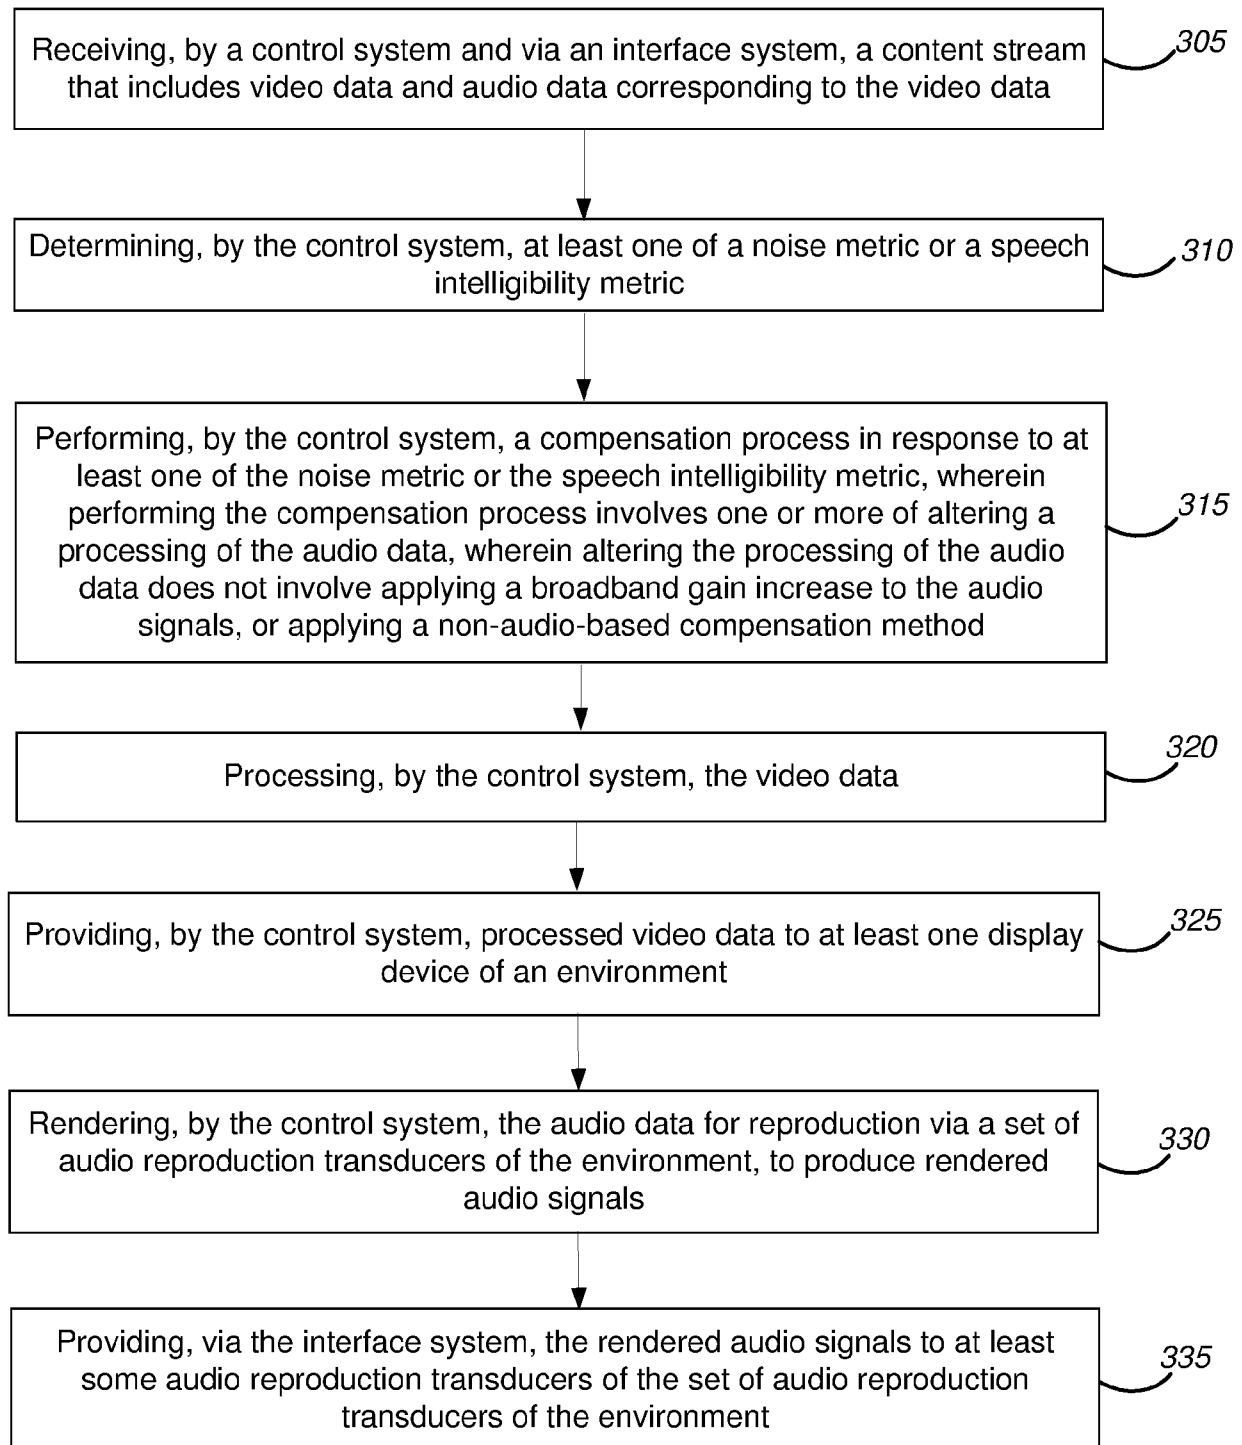 Receiving, by a control system and via an interface system, a content stream
that includes video data and audio data corresponding to the video data
305
Determining, by the control system, at least one of a noise metric or a speech
intelligibility metric
310
Performing, by the control system, a compensation process in response to at
least one of the noise metric or the speech intelligibility metric, wherein
performing the compensation process involves one or more of altering a
processing of the audio data, wherein altering the processing of the audio
data does not involve applying a broadband gain increase to the audio
signals, or applying a non-audio-based compensation method
315
Processing, by the control system, the video data
320
Providing, by the control system, processed video data to at least one display
device of an environment
325
Rendering, by the control system, the audio data for reproduction via a set of
audio reproduction transducers of the environment, to produce rendered
audio signals
330
Providing, via the interface system, the rendered audio signals to at least
some audio reproduction transducers of the set of audio reproduction
transducers of the environment
335